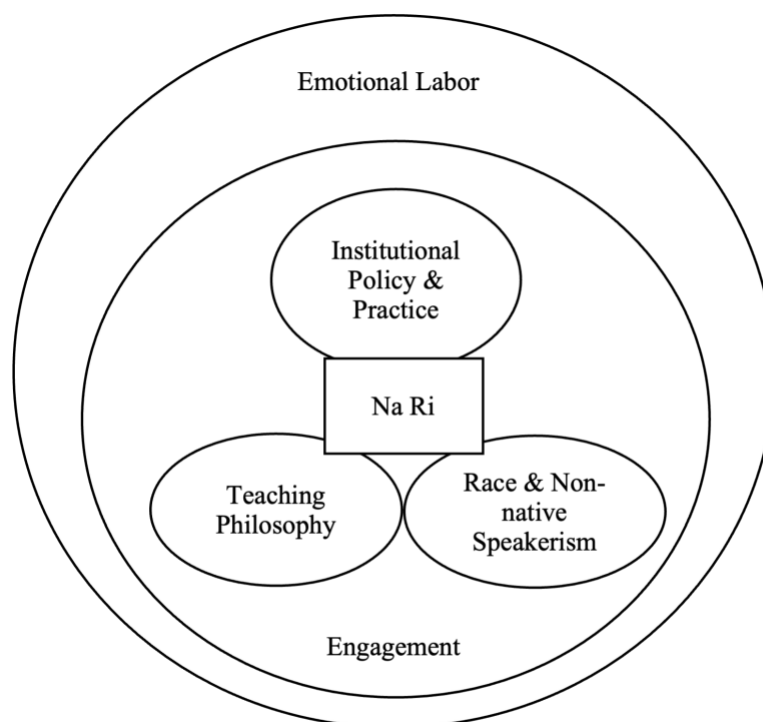 Emotional Labor
Institutional
Policy &
Practice
Na Ri
Teaching
Philosophy
Race & Non-
native
Speakerism
Engagement